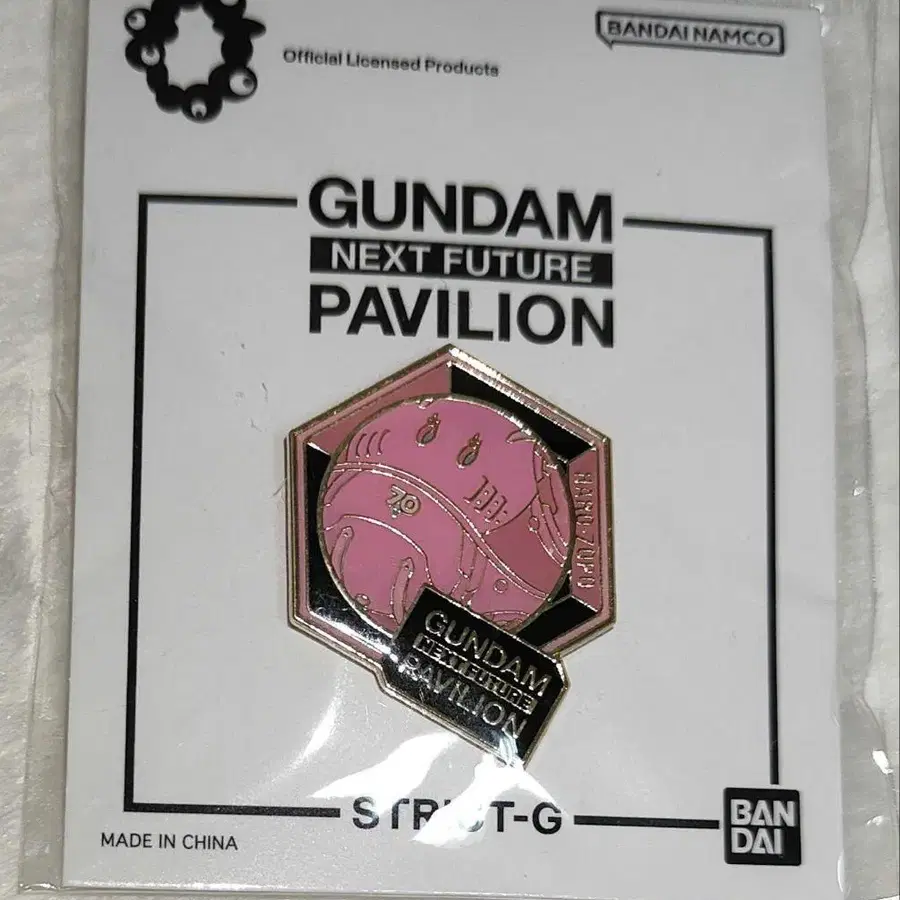 Official Licensed Products
BANDAI NAMCO
GUNDAM
NEXT FUTURE
PAVILION
70
HARO-ZUPO
GUNDAM
NEXT FUTURE
PAVILION
STRICT-G
BAN
DAI
MADE IN CHINA